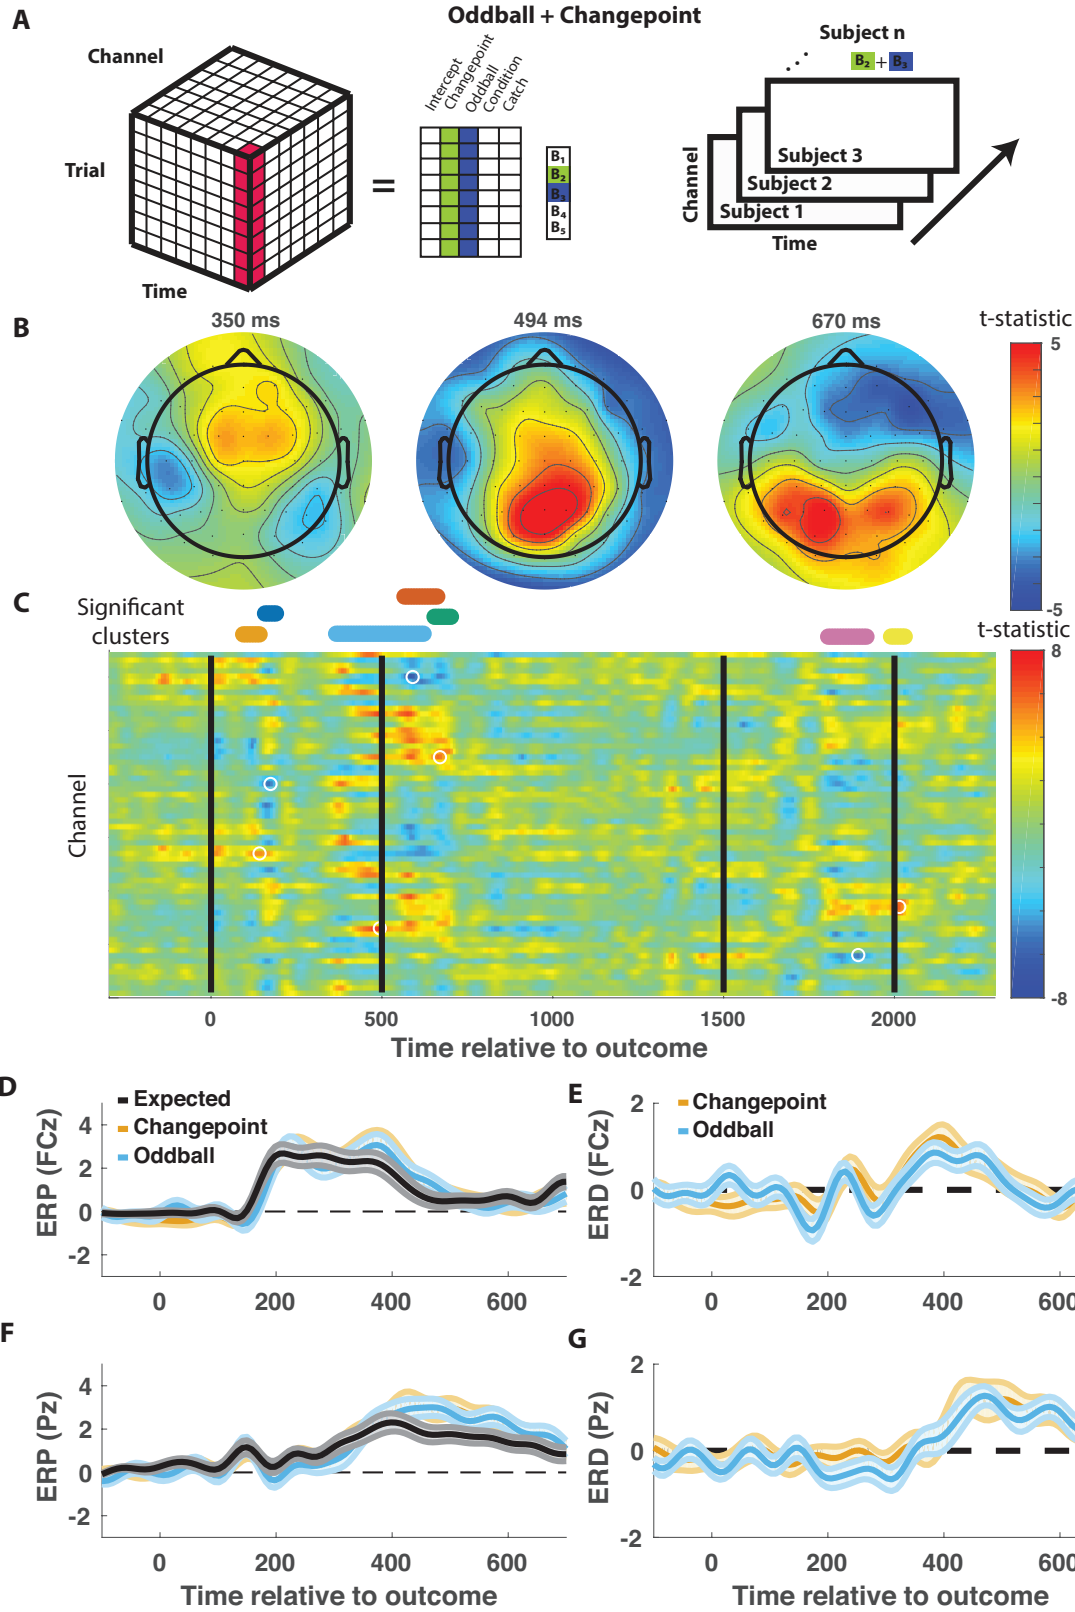 A
Oddball + Changepoint
Channel
Trial
Time
=
Intercept
Changepoint
Oddball
Condition
Catch
B1
B2
B3
B4
B5
Subject n
B2 + B3
Subject 3
Subject 2
Subject 1
Channel
Time
B
350 ms
494 ms
670 ms
t-statistic
5
-5
C
Significant
clusters
t-statistic
8
-8
Channel
0 500 1000 1500 2000
Time relative to outcome
D
Expected
Changepoint
Oddball
ERP (FCz)
4
2
0
-2
0 200 400 600
E
Changepoint
Oddball
ERD (FCz)
2
0
-2
0 200 400 600
F
ERP (Pz)
4
2
0
-2
0 200 400 600
Time relative to outcome
G
ERD (Pz)
2
0
-2
0 200 400
Time relative to outcome